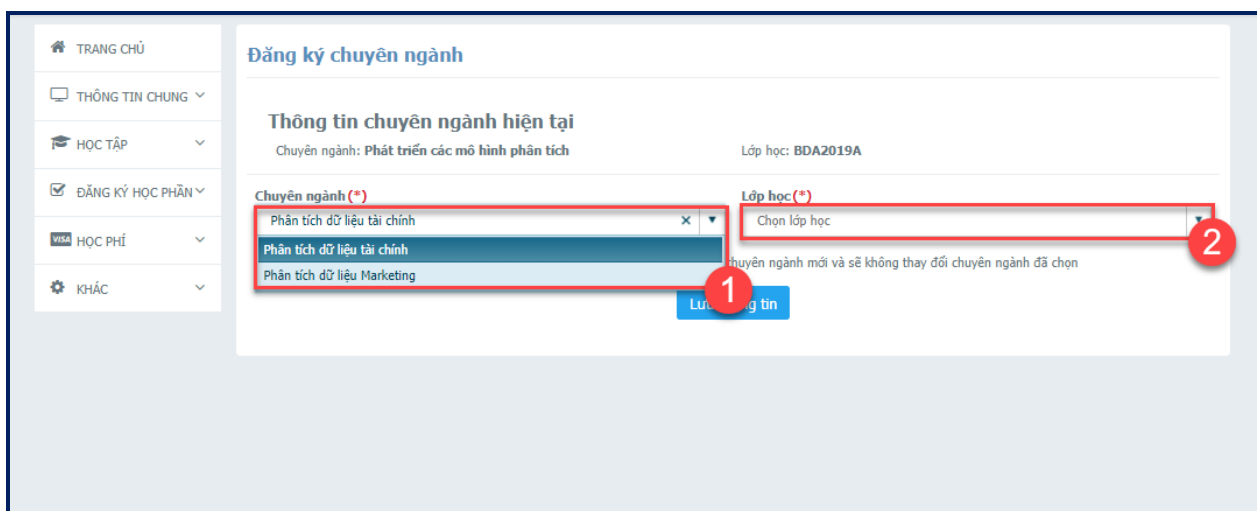 TRANG CHỦ
Đăng ký chuyên ngành
THÔNG TIN CHUNG
Thông tin chuyên ngành hiện tại
HỌC TẬP
Chuyên ngành: Phát triển các mô hình phân tích
Lớp học: BDA2019A
ĐĂNG KÝ HỌC PHẦN
Chuyên ngành (*)
Lớp học (*)
Phân tích dữ liệu tài chính
Chọn lớp học
VISA HỌC PHÍ
Phân tích dữ liệu tài chính
2
chuyên ngành mới và sẽ không thay đổi chuyên ngành đã chọn
Phân tích dữ liệu Marketing
1
KHÁC
tin